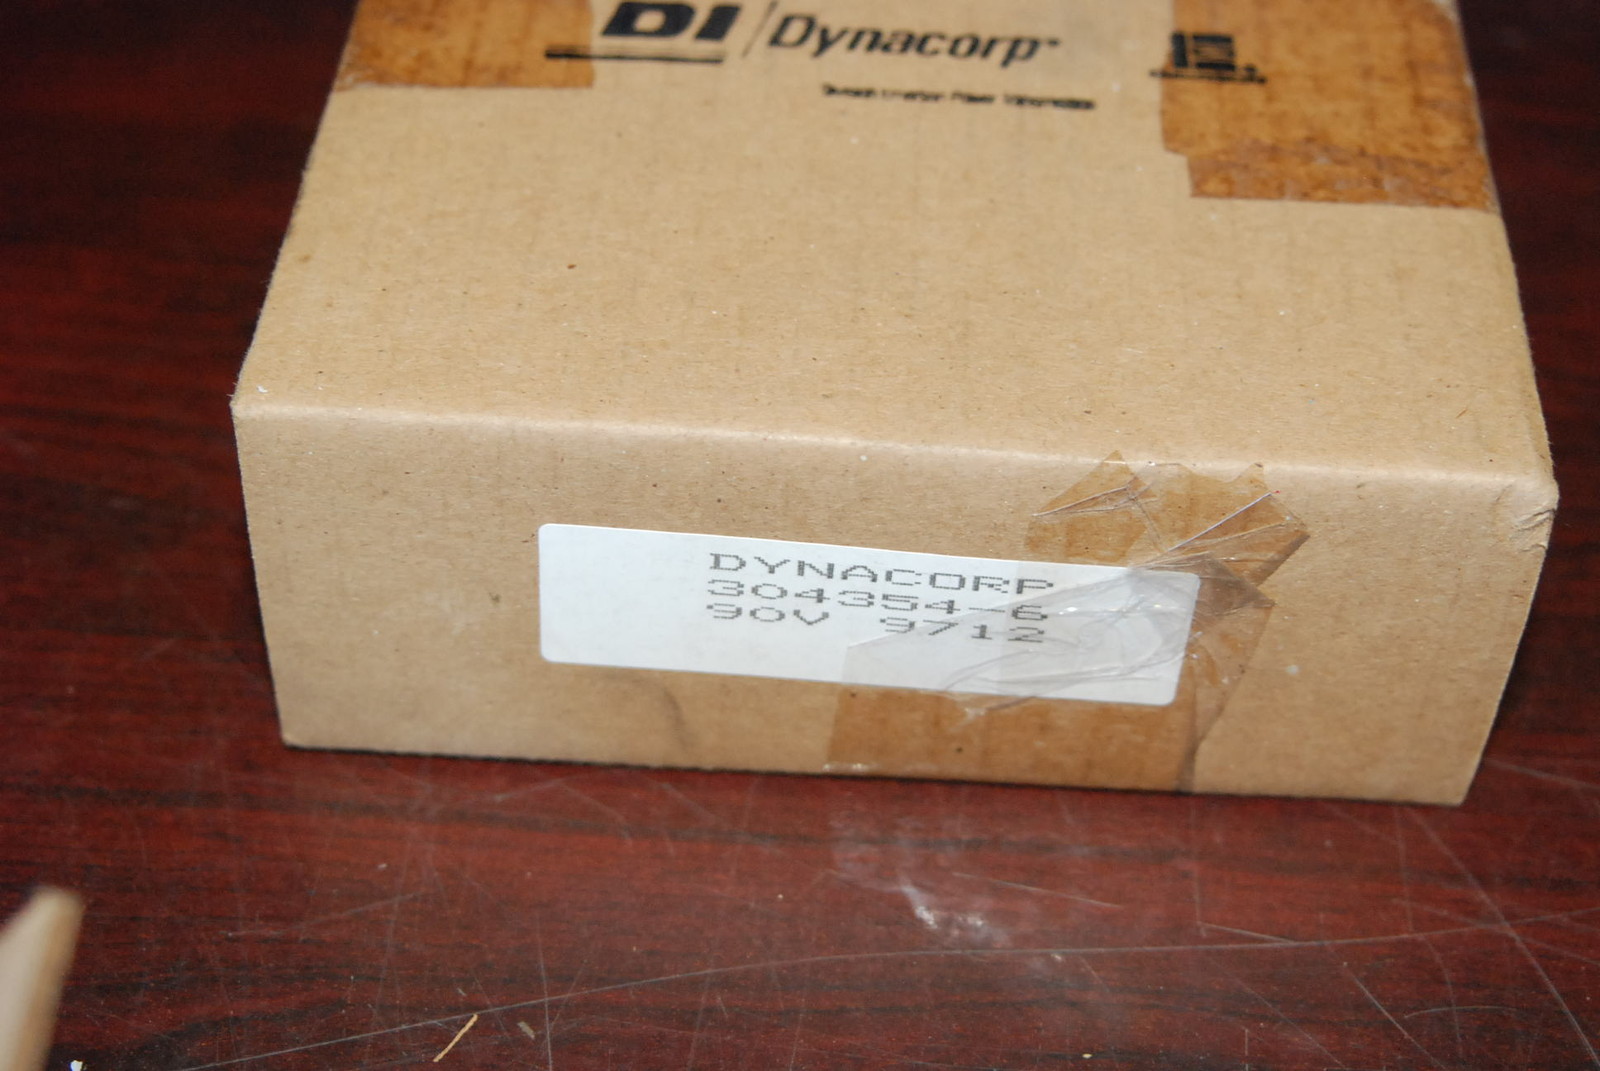 DI/Dynacorp
DYNACORP
304354-6
90V 9712